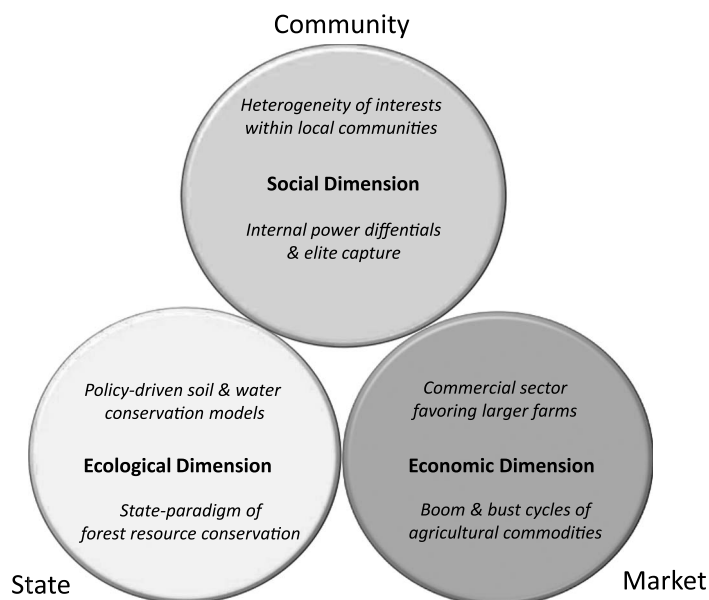 Community
Heterogeneity of interests
within local communities
Social Dimension
Internal power diffentials
& elite capture
Policy-driven soil & water
conservation models
Ecological Dimension
State-paradigm of
forest resource conservation
State
Commercial sector
favoring larger farms
Economic Dimension
Boom & bust cycles of
agricultural commodities
Market